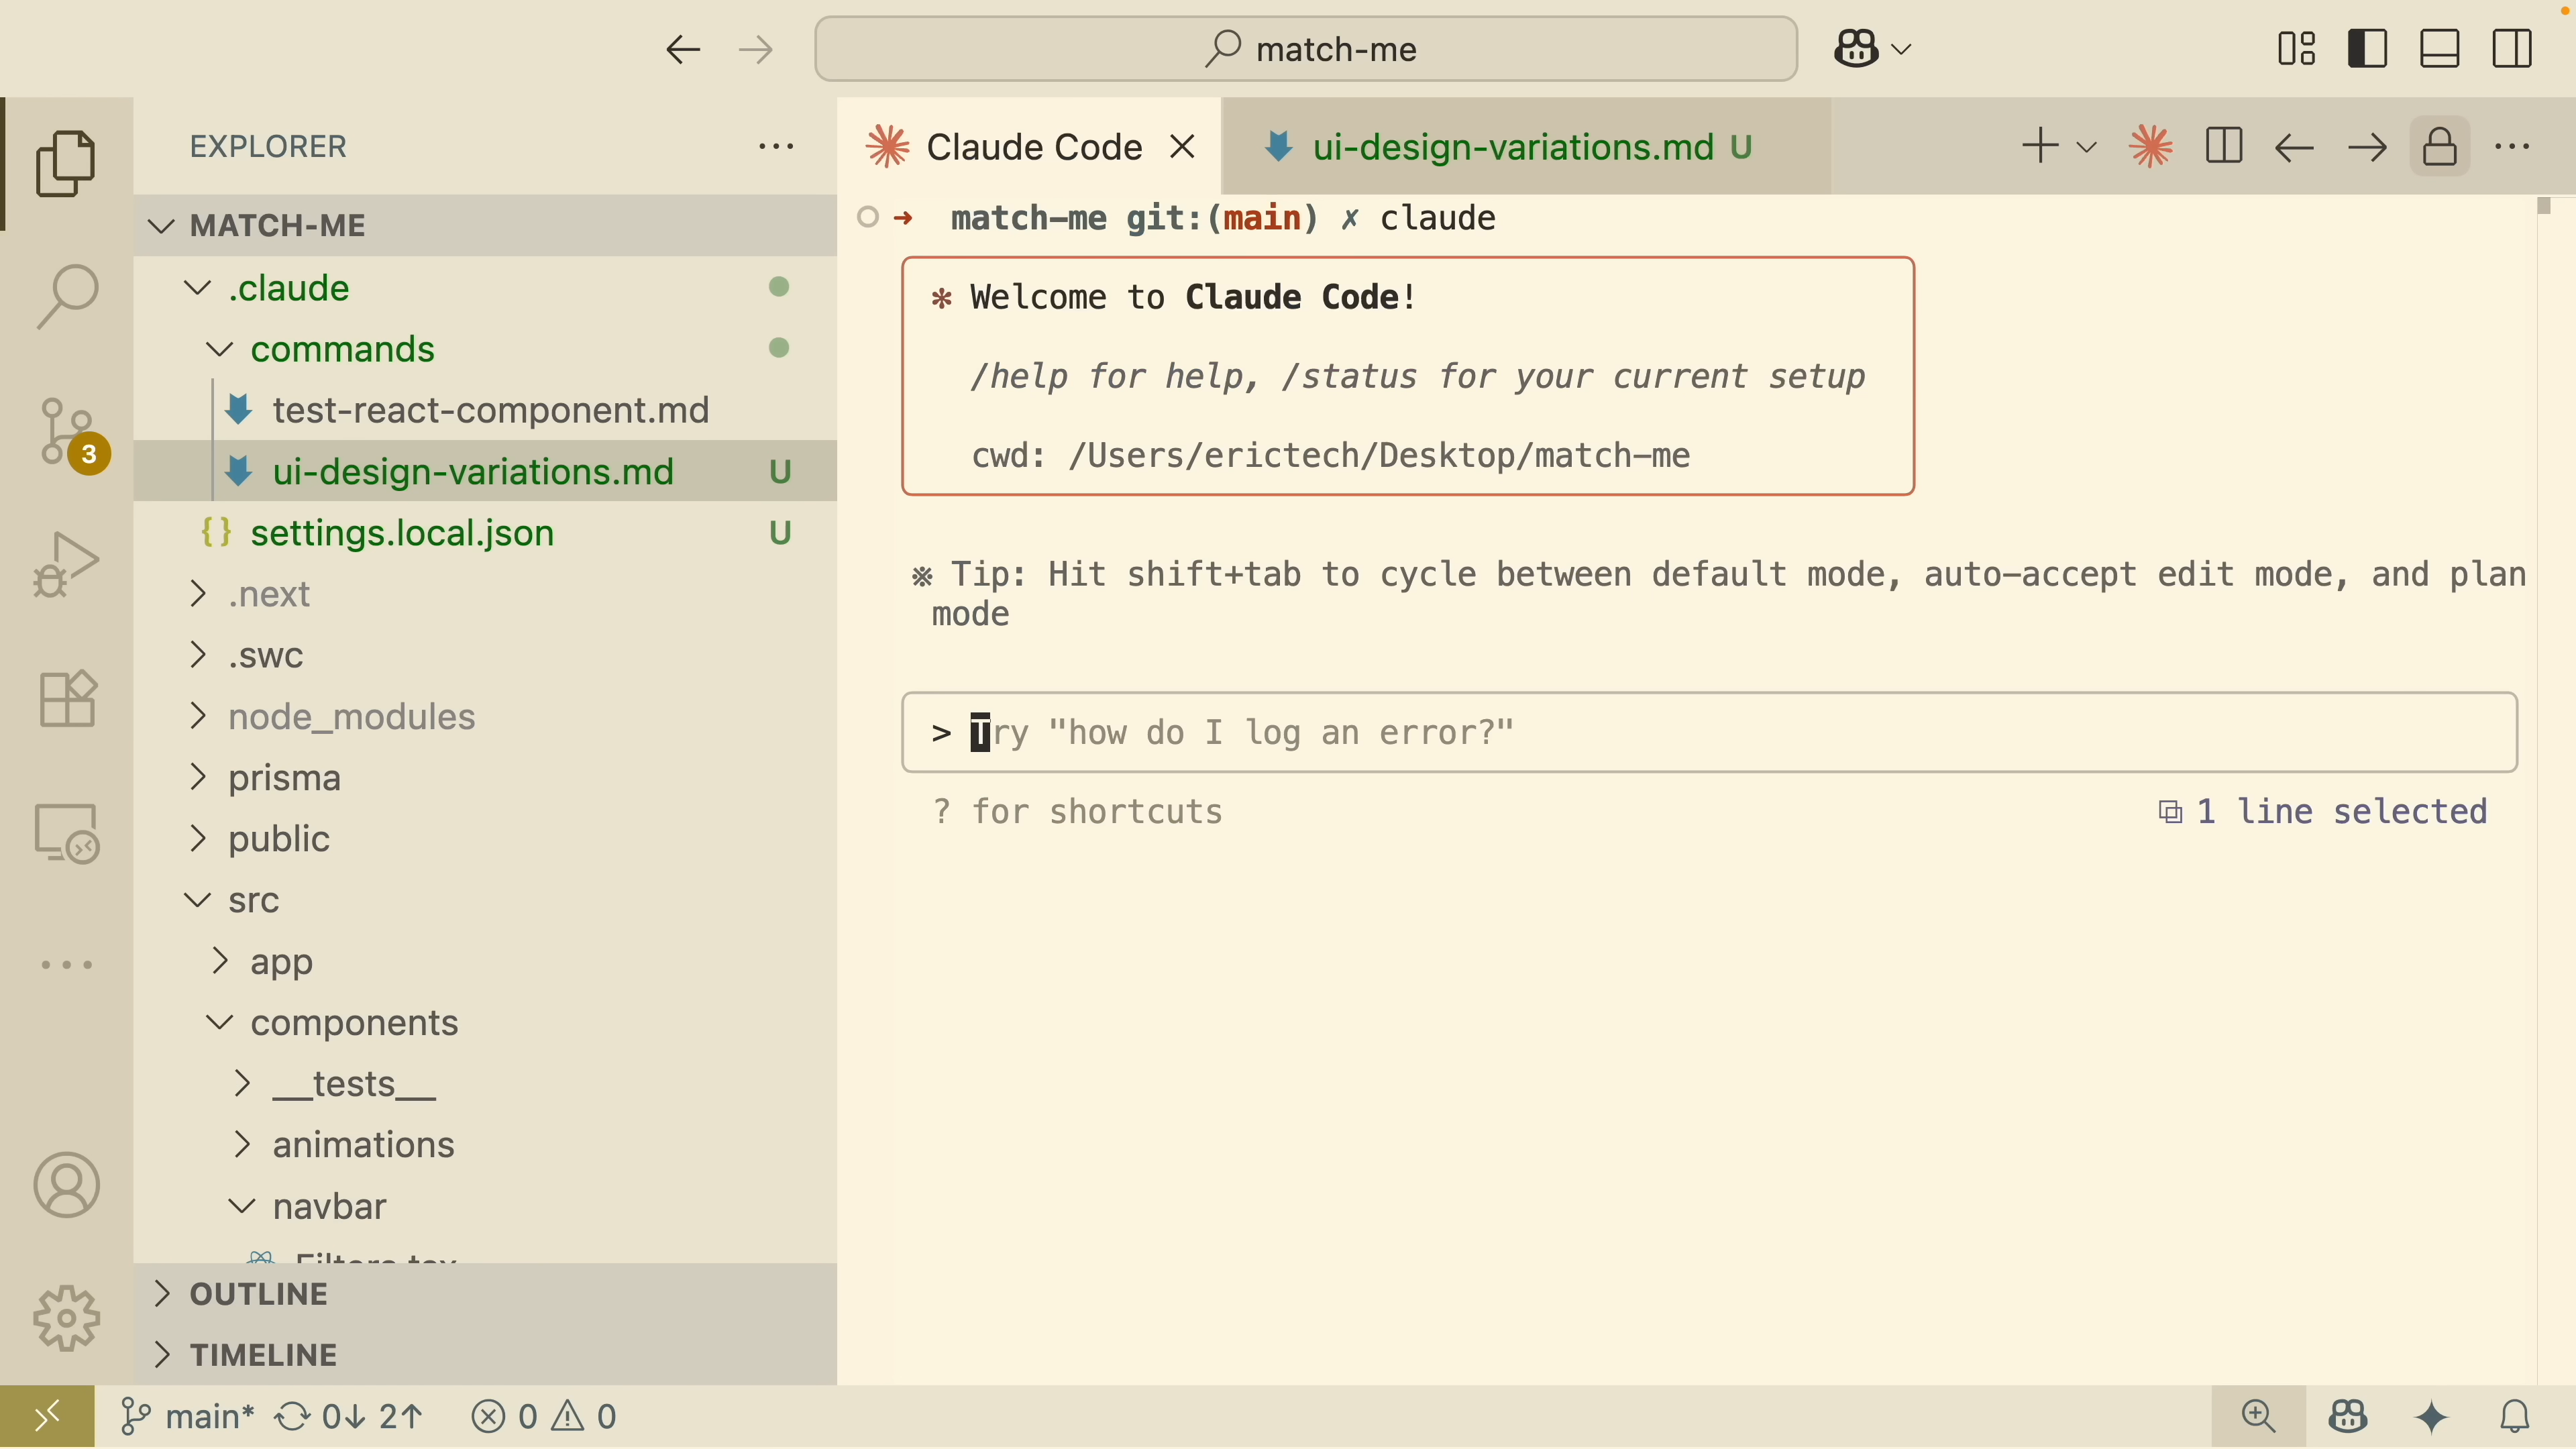 match-me
EXPLORER
MATCH-ME
.claude
commands
test-react-component.md
ui-design-variations.md U
settings.local.json U
.next
.swc
node_modules
prisma
public
src
app
components
__tests__
animations
navbar
Filters.tsx
OUTLINE
TIMELINE
3
Claude Code
ui-design-variations.md U
→ match-me git:(main) ✗ claude
✻ Welcome to Claude Code!
/help for help, /status for your current setup
cwd: /Users/erictech/Desktop/match-me
※ Tip: Hit shift+tab to cycle between default mode, auto-accept edit mode, and plan
mode
> Try "how do I log an error?"
? for shortcuts
⧉ 1 line selected
main* 0↓ 2↑ 0 0